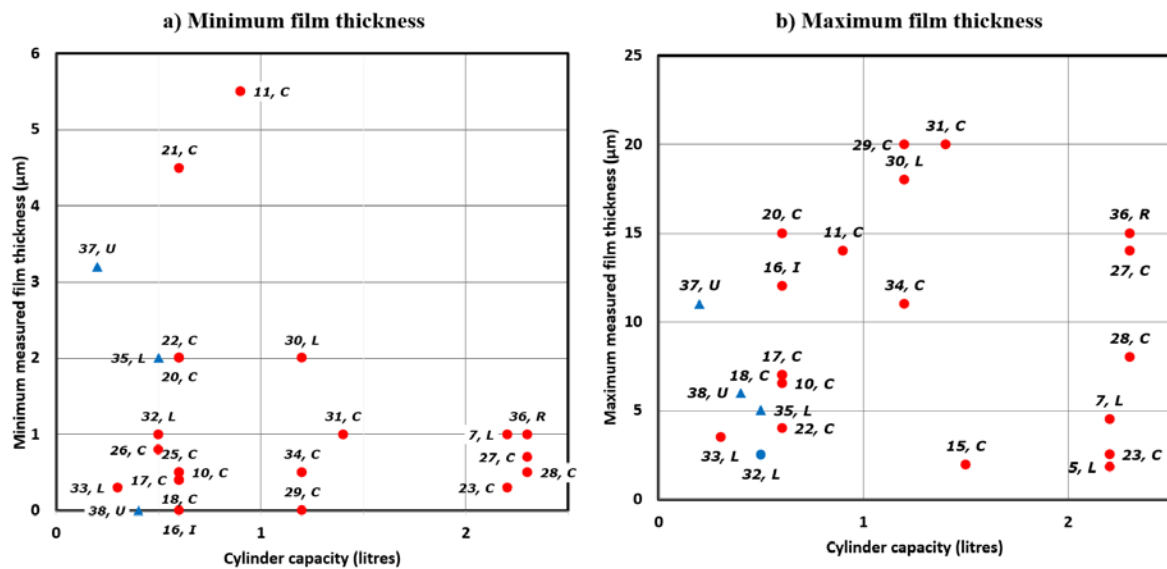 a) Minimum film thickness
Minimum measured film thickness (μm)
6
5
4
3
2
1
0
11, C
21, C
37, U
22, C
35, L
20, C
30, L
32, L
26, C
25, C
10, C
17, C
33, L
18, C
38, U
16, I
31, C
34, C
29, C
7, L
36, R
27, C
28, C
23, C
0
1
2
Cylinder capacity (litres)
b) Maximum film thickness
Maximum measured film thickness (μm)
25
20
15
10
5
0
31, C
29, C
30, L
20, C
11, C
36, R
27, C
16, I
37, U
34, C
17, C
28, C
18, C
10, C
38, U
35, L
22, C
7, L
33, L
32, L
15, C
23, C
5, L
0
1
2
Cylinder capacity (litres)